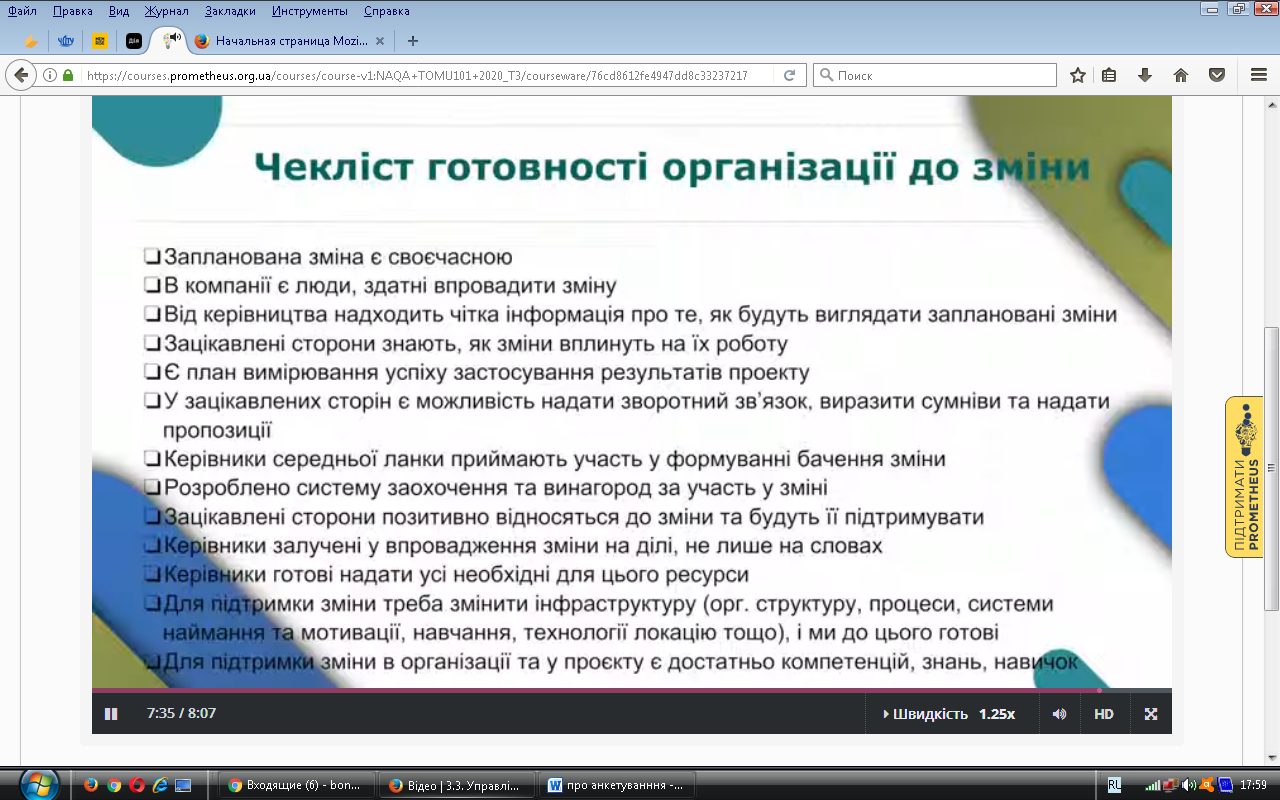 Файл Правка Вид Журнал Закладки Инструменты Справка
Дія Начальная страница Mozi...
https://courses.prometheus.org.ua/courses/course-v1:NAQA+TOMU101+2020_T3/courseware/76cd8612fe4947dd8c33237217
Поиск
Чекліст готовності організації до зміни
Запланована зміна є своєчасною
В компанії є люди, здатні впровадити зміну
Від керівництва надходить чітка інформація про те, як будуть виглядати заплановані зміни
Зацікавлені сторони знають, як зміни вплинуть на їх роботу
Є план вимірювання успіху застосування результатів проекту
У зацікавлених сторін є можливість надати зворотний зв’язок, виразити сумніви та надати
пропозиції
Керівники середньої ланки приймають участь у формуванні бачення зміни
Розроблено систему заохочення та винагород за участь у зміні
Зацікавлені сторони позитивно відносяться до зміни та будуть її підтримувати
Керівники залучені у впровадження зміни на ділі, не лише на словах
Керівники готові надати усі необхідні для цього ресурси
Для підтримки зміни треба змінити інфраструктуру (орг. структуру, процеси, системи
наймання та мотивації, навчання, технології локацію тощо), і ми до цього готові
Для підтримки зміни в організації та у проєкту є достатньо компетенцій, знань, навичок
ПІДТРИМАТИ
PROMETHEUS
7:35 / 8:07
Швидкість 1.25x
HD
Входящие (6) - bon...
Відео | 3.3. Управлі...
про анкетуванння -...
RL
17:59